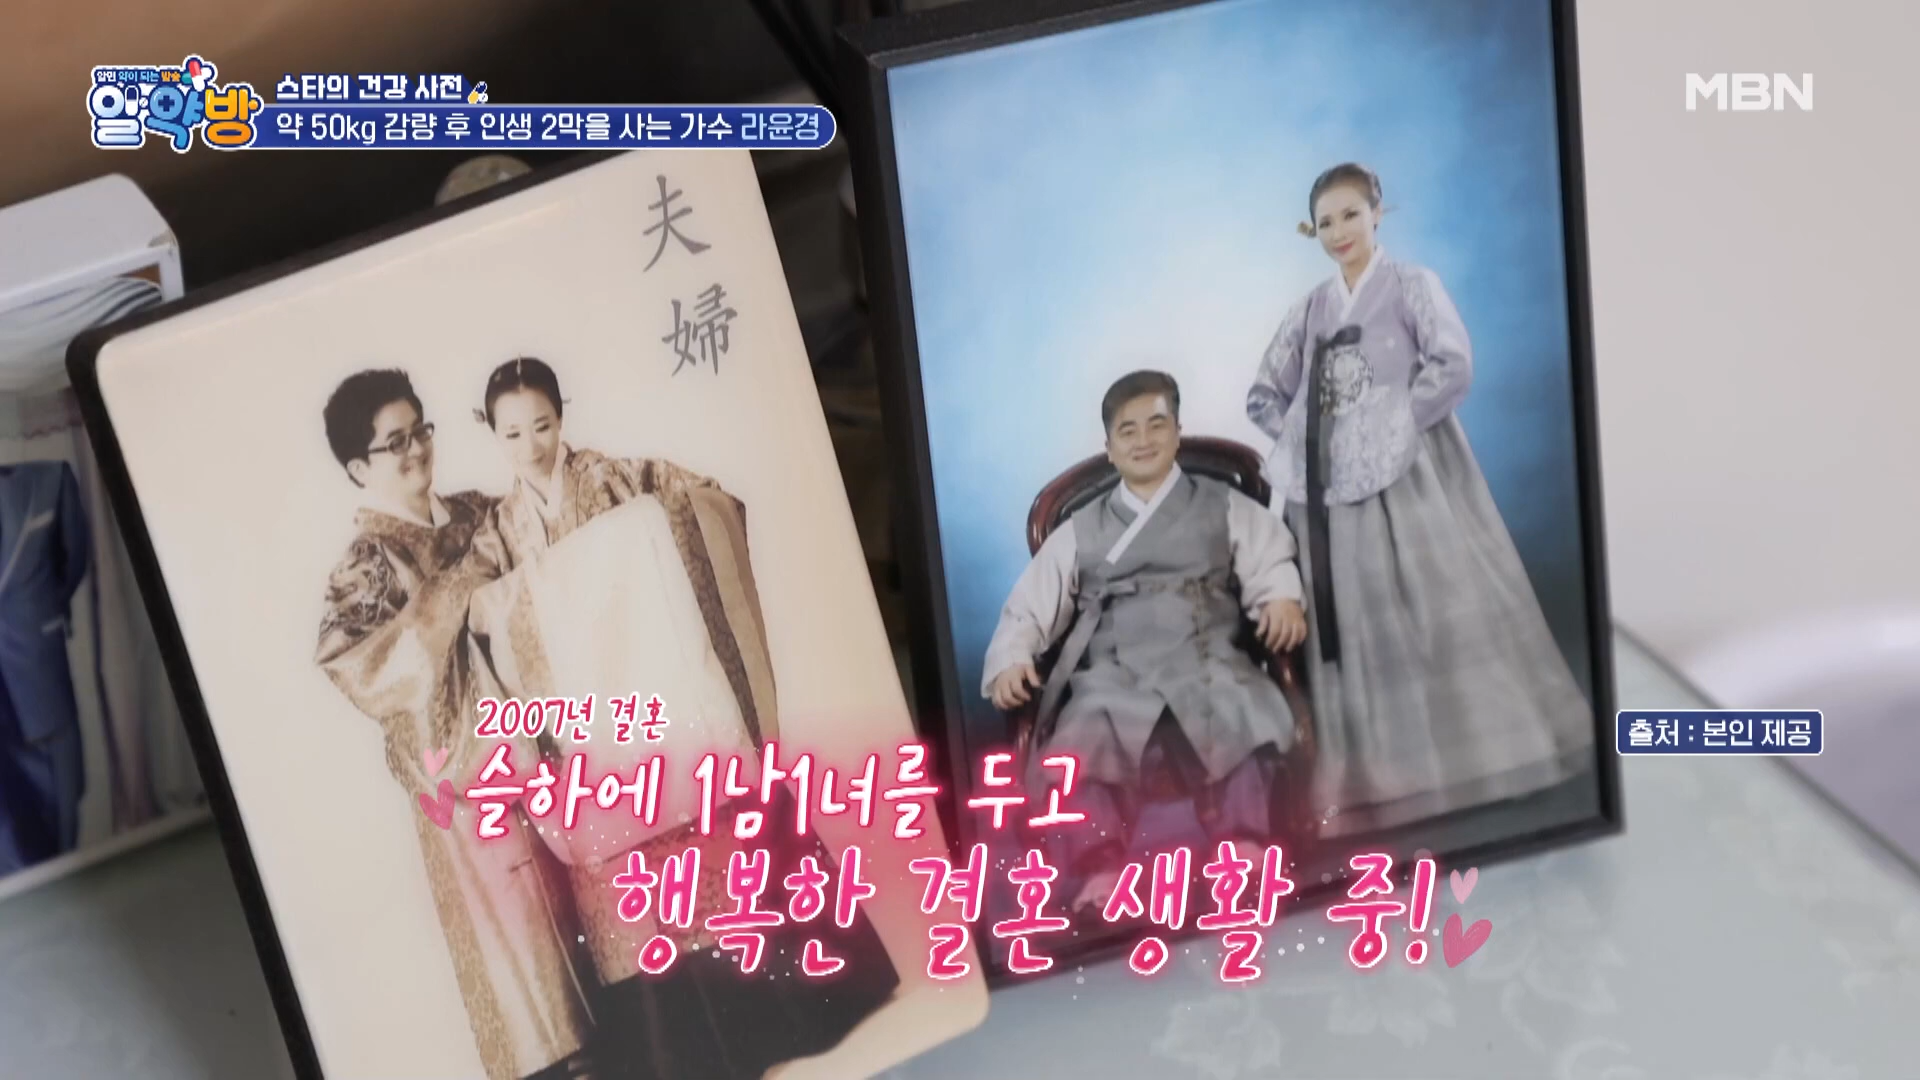 알면 약이 되는 방송
알약방
스타의 건강 사전
약 50kg 감량 후 인생 2막을 사는 가수 라윤경
MBN
夫
婦
2007년 결혼
슬하에 1남1녀를 두고
행복한 결혼 생활 중!
출처 : 본인 제공